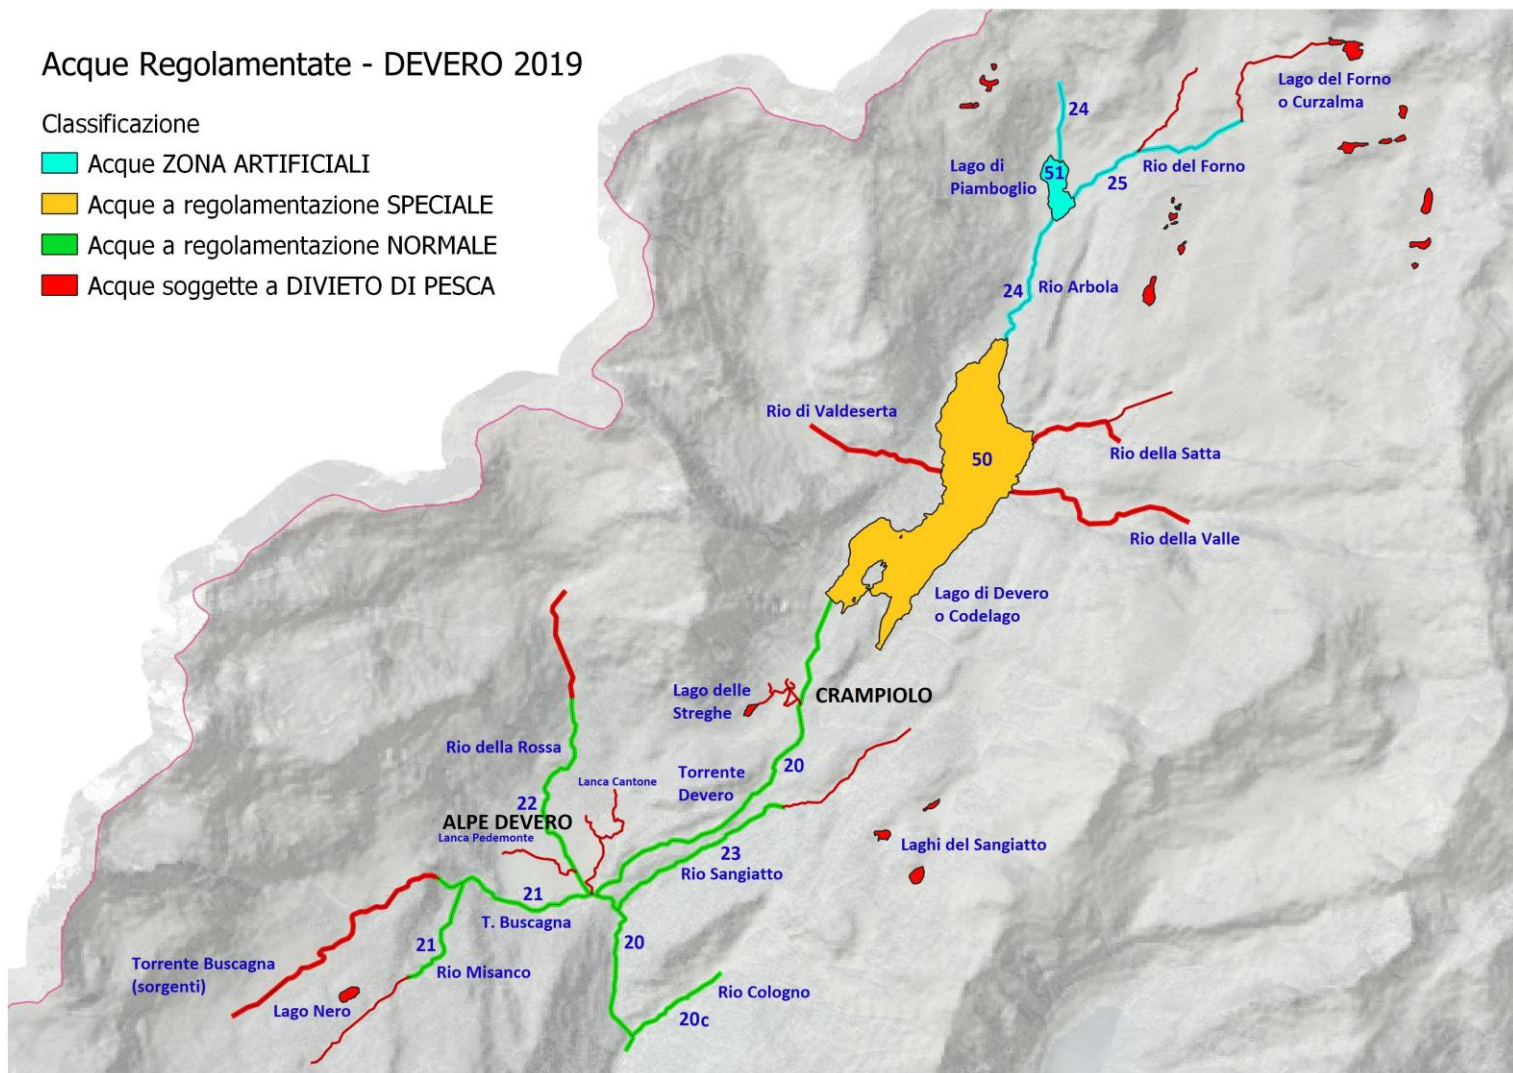 Acque Regolamentate - DEVERO 2019
Classificazione
Acque ZONA ARTIFICIALI
Acque a regolamentazione SPECIALE
Acque a regolamentazione NORMALE
Acque soggette a DIVIETO DI PESCA
Lago del Forno
o Curzalma
24
Lago di
Piamboglio
51
Rio del Forno
25
24
Rio Arbola
Rio di Valdeserta
50
Rio della Satta
Rio della Valle
Lago di Devero
o Codelago
Lago delle
Streghe
CRAMPIOLO
Rio della Rossa
Torrente
Devero
20
Lanca Cantone
22
ALPE DEVERO
Lanca Pedemonte
23
Rio Sangiatto
Laghi del Sangiatto
21
T. Buscagna
21
20
Torrente Buscagna
(sorgenti)
Rio Misanco
Lago Nero
Rio Cologno
20c